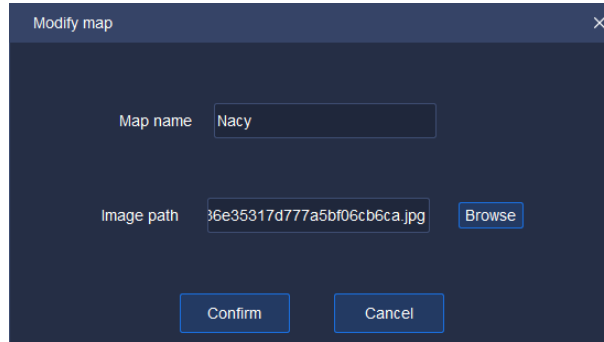 Modify map
Map name Nacy
Image path 36e35317d777a5bf06cb6ca.jpg Browse
Confirm Cancel